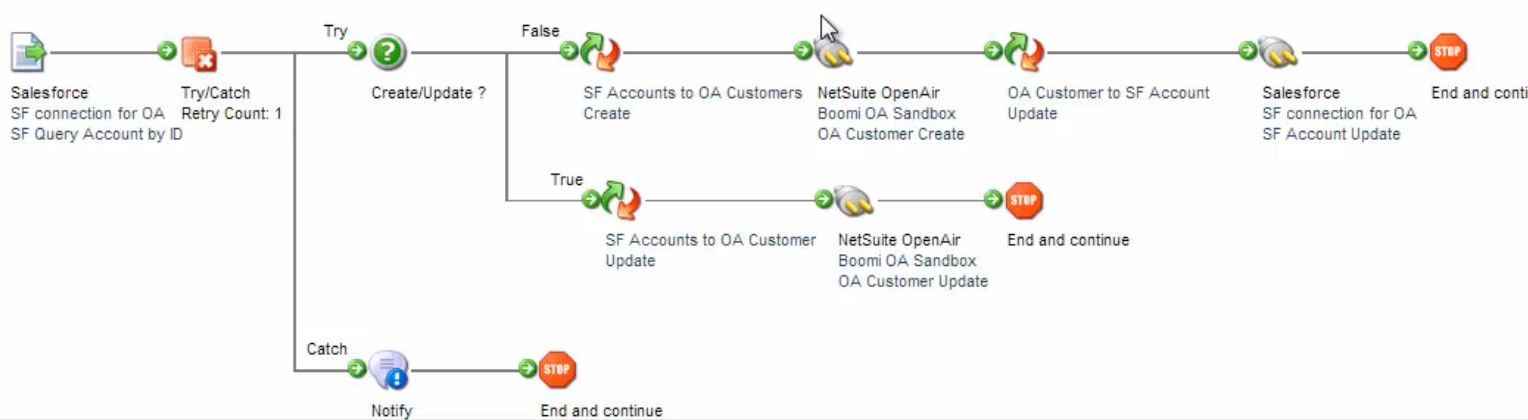 Try
False
STOP
Salesforce
SF connection for OA
SF Query Account by ID
Try/Catch
Retry Count: 1
Create/Update ?
SF Accounts to OA Customers
Create
NetSuite OpenAir
Boomi OA Sandbox
OA Customer Create
OA Customer to SF Account
Update
Salesforce
SF connection for OA
SF Account Update
End and conti
True
STOP
SF Accounts to OA Customer
Update
NetSuite OpenAir
Boomi OA Sandbox
OA Customer Update
End and continue
Catch
STOP
Notify
End and continue